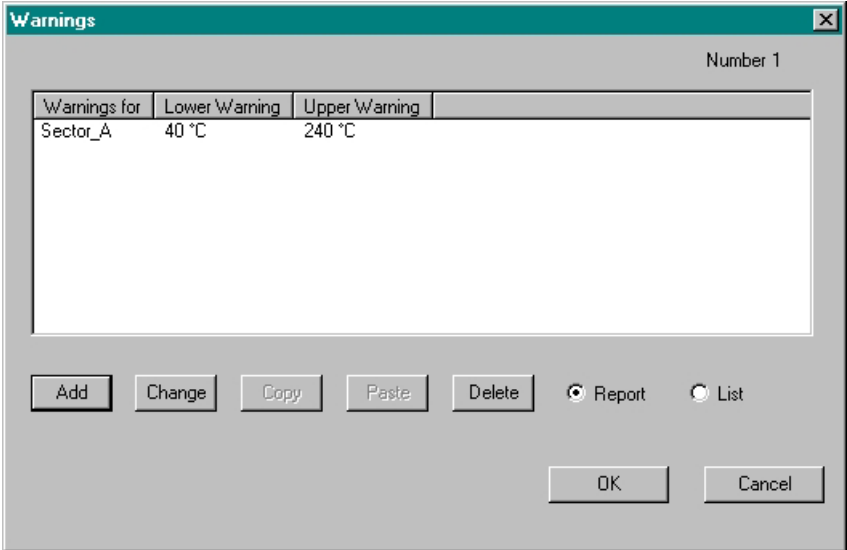 Warnings
Number 1
Warnings for Lower Warning Upper Warning
Sector_A 40 °C 240 °C
Add Change Copy Paste Delete Report List
OK Cancel